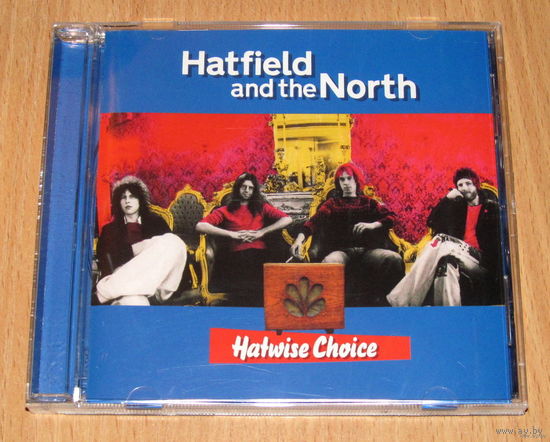 Hatfield
and the North
Hatwise Choice
www.ay.by